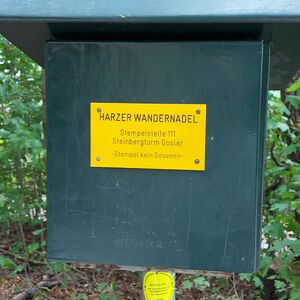 HARZER WANDERNADEL
Stempelstelle 111
Steinbergturm Goslar
-Stempel kein Souvenir-